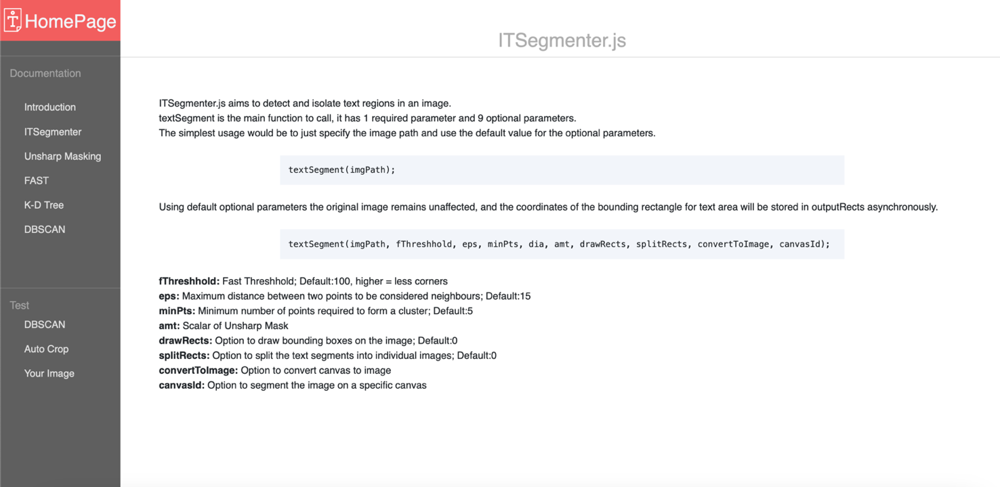 HomePage
Documentation
Introduction
ITSegmenter
Unsharp Masking
FAST
K-D Tree
DBSCAN
Test
DBSCAN
Auto Crop
Your Image
ITSegmenter.js
ITSegmenter.js aims to detect and isolate text regions in an image.
textSegment is the main function to call, it has 1 required parameter and 9 optional parameters.
The simplest usage would be to just specify the image path and use the default value for the optional parameters.
textSegment(imgPath);
Using default optional parameters the original image remains unaffected, and the coordinates of the bounding rectangle for text area will be stored in outputRects asynchronously.
textSegment(imgPath, fThreshhold, eps, minPts, dia, amt, drawRects, splitRects, convertToImage, canvasId);
fThreshhold: Fast Threshhold; Default:100, higher = less corners
eps: Maximum distance between two points to be considered neighbours; Default:15
minPts: Minimum number of points required to form a cluster; Default:5
amt: Scalar of Unsharp Mask
drawRects: Option to draw bounding boxes on the image; Default:0
splitRects: Option to split the text segments into individual images; Default:0
convertToImage: Option to convert canvas to image
canvasId: Option to segment the image on a specific canvas